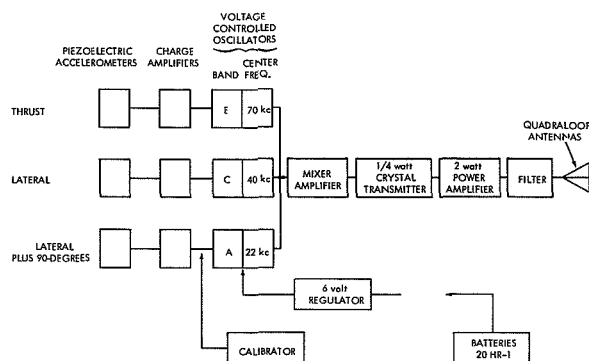 VOLTAGE
CONTROLLED
OSCILLATORS
PIEZOELECTRIC
ACCELEROMETERS
CHARGE
AMPLIFIERS
BAND
CENTER
FREQ.
THRUST
E
70 kc
QUADRALOOP
ANTENNAS
LATERAL
C
40 kc
MIXER
AMPLIFIER
1/4 watt
CRYSTAL
TRANSMITTER
2 watt
POWER
AMPLIFIER
FILTER
LATERAL
PLUS 90-DEGREES
A
22 kc
6 volt
REGULATOR
CALIBRATOR
BATTERIES
20 HR-1